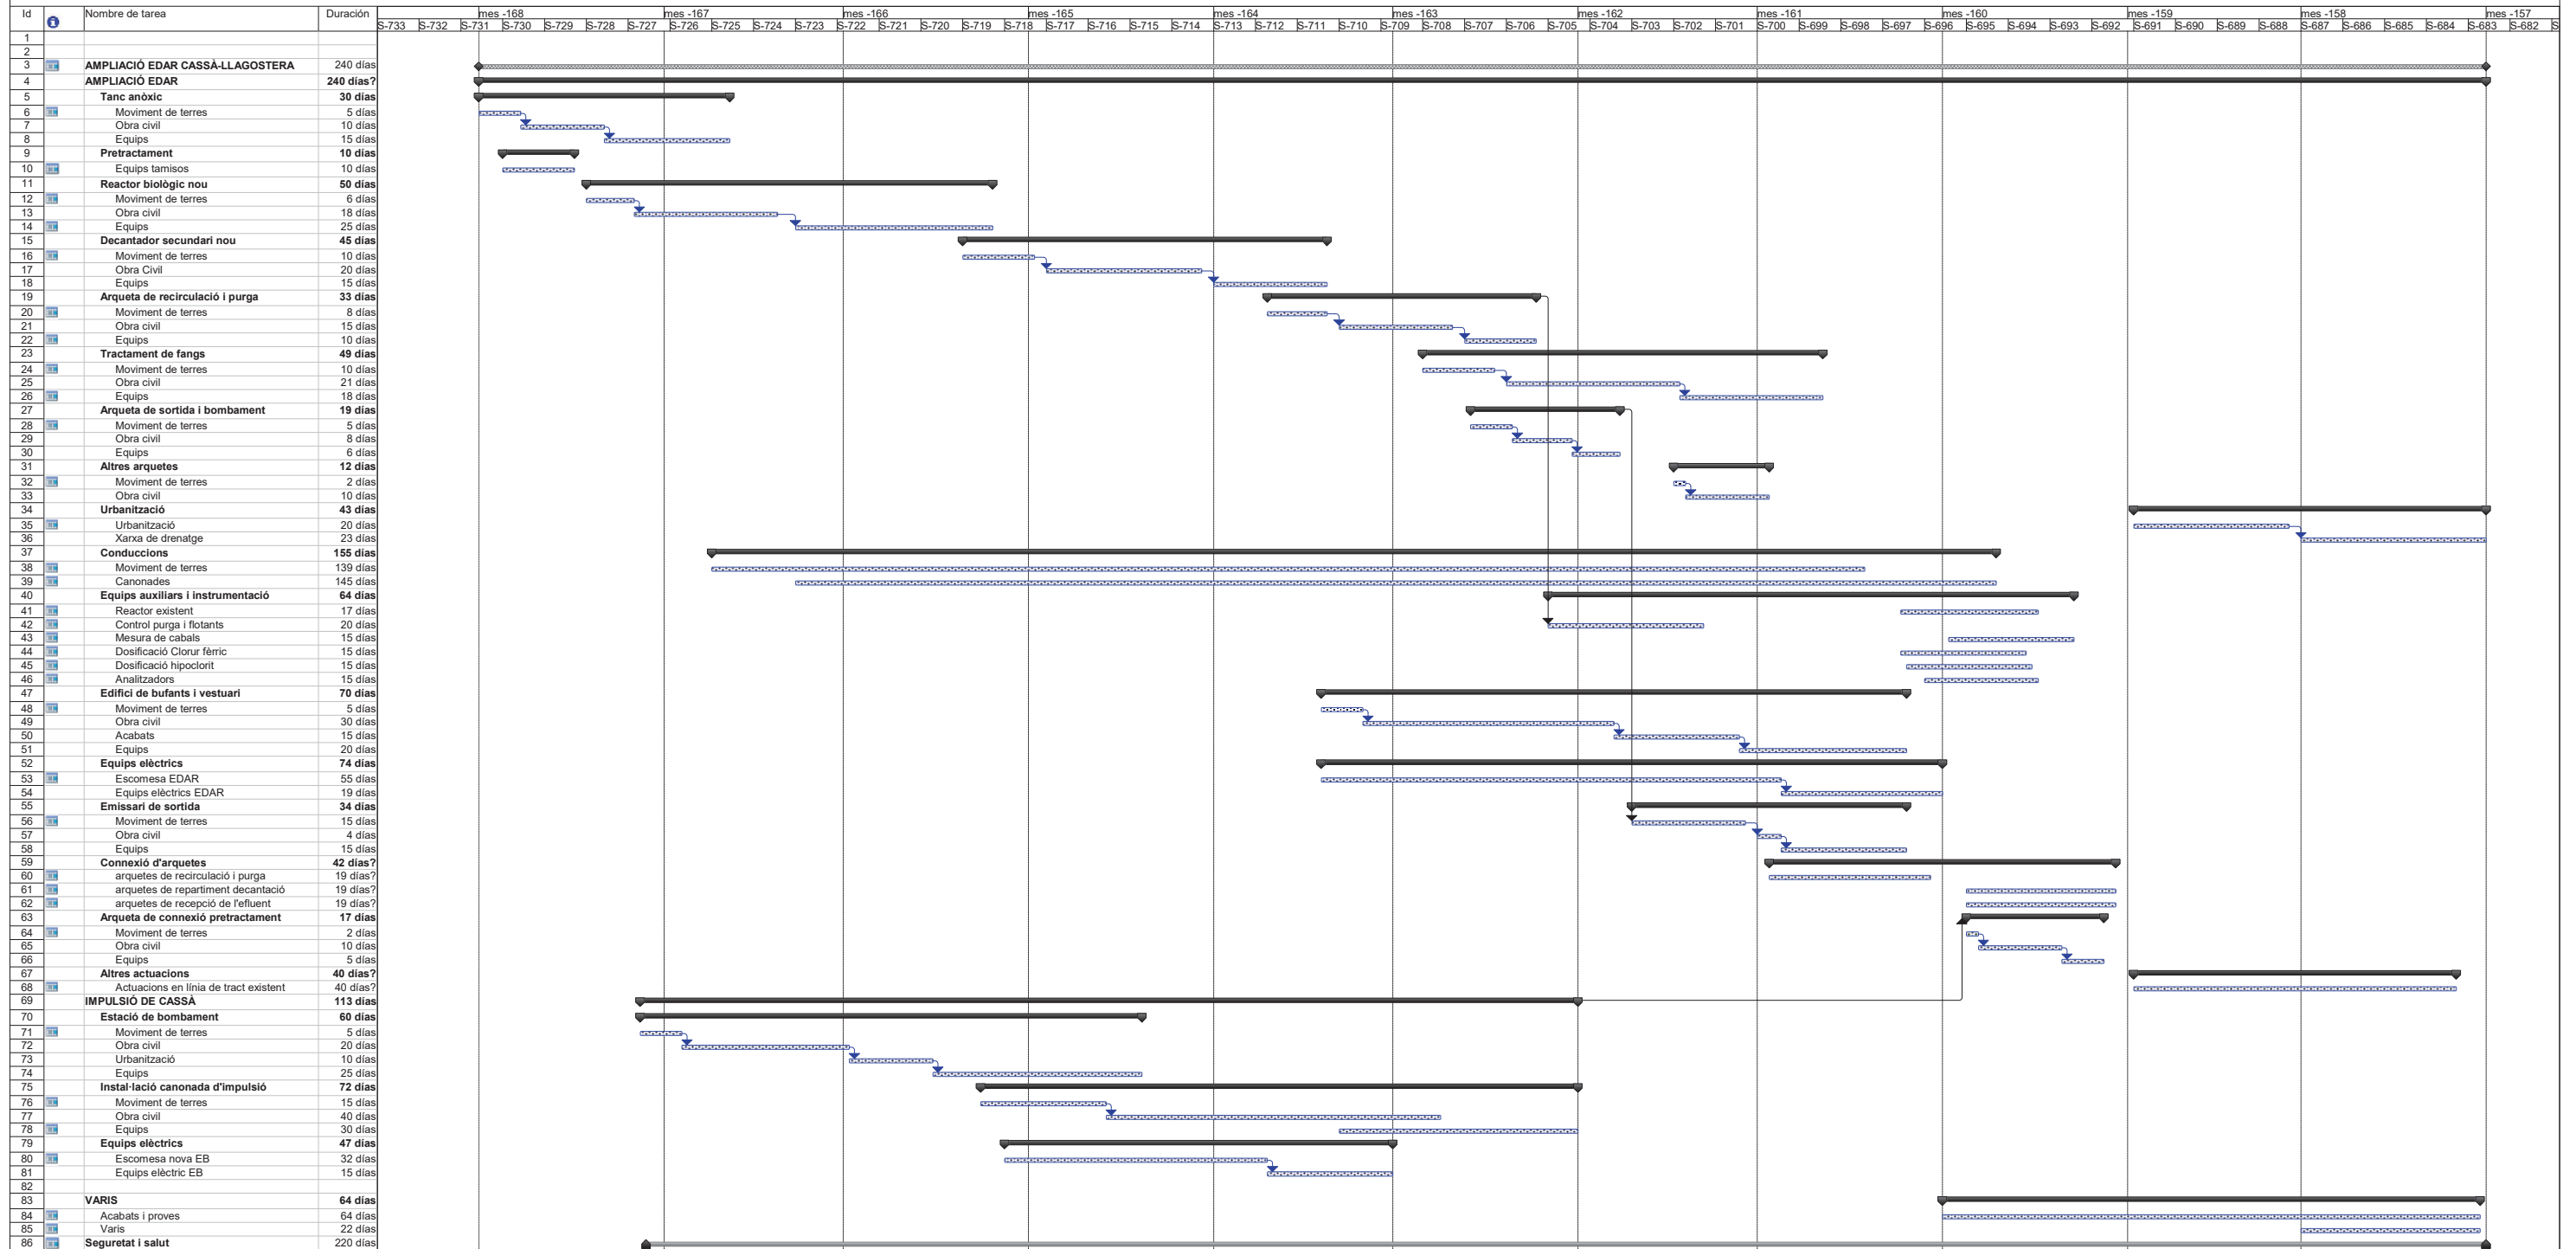 Id Nombre de tarea Duración mes -168 mes -167 mes -166 mes -165 mes -164 mes -163 mes -162 mes -161 mes -160 mes -159 mes -158 mes -157
S-733 S-732 S-731 S-730 S-729 S-728 S-727 S-726 S-725 S-724 S-723 S-722 S-721 S-720 S-719 S-718 S-717 S-716 S-715 S-714 S-713 S-712 S-711 S-710 S-709 S-708 S-707 S-706 S-705 S-704 S-703 S-702 S-701 S-700 S-699 S-698 S-697 S-696 S-695 S-694 S-693 S-692 S-691 S-690 S-689 S-688 S-687 S-686 S-685 S-684 S-683 S-682 S
1
2
3 AMPLIACIÓ EDAR CASSÀ-LLAGOSTERA 240 días
4 AMPLIACIÓ EDAR 240 días?
5 Tanc anòxic 30 días
6 Moviment de terres 5 días
7 Obra civil 10 días
8 Equips 15 días
9 Pretractament 10 días
10 Equips tamisos 10 días
11 Reactor biològic nou 50 días
12 Moviment de terres 6 días
13 Obra civil 18 días
14 Equips 25 días
15 Decantador secundari nou 45 días
16 Moviment de terres 10 días
17 Obra Civil 20 días
18 Equips 15 días
19 Arqueta de recirculació i purga 33 días
20 Moviment de terres 8 días
21 Obra civil 15 días
22 Equips 10 días
23 Tractament de fangs 49 días
24 Moviment de terres 10 días
25 Obra civil 21 días
26 Equips 18 días
27 Arqueta de sortida i bombament 19 días
28 Moviment de terres 5 días
29 Obra civil 8 días
30 Equips 6 días
31 Altres arquetes 12 días
32 Moviment de terres 2 días
33 Obra civil 10 días
34 Urbanització 43 días
35 Urbanització 20 días
36 Xarxa de drenatge 23 días
37 Conduccions 155 días
38 Moviment de terres 139 días
39 Canonades 145 días
40 Equips auxiliars i instrumentació 64 días
41 Reactor existent 17 días
42 Control purga i flotants 20 días
43 Mesura de cabals 15 días
44 Dosificació Clorur fèrric 15 días
45 Dosificació hipoclorit 15 días
46 Analitzadors 15 días
47 Edifici de bufants i vestuari 70 días
48 Moviment de terres 5 días
49 Obra civil 30 días
50 Acabats 15 días
51 Equips 20 días
52 Equips elèctrics 74 días
53 Escomesa EDAR 55 días
54 Equips elèctrics EDAR 19 días
55 Emissari de sortida 34 días
56 Moviment de terres 15 días
57 Obra civil 4 días
58 Equips 15 días
59 Connexió d'arquetes 42 días?
60 arquetes de recirculació i purga 19 días?
61 arquetes de repartiment decantació 19 días?
62 arquetes de recepció de l'efluent 19 días?
63 Arqueta de connexió pretractament 17 días
64 Moviment de terres 2 días
65 Obra civil 10 días
66 Equips 5 días
67 Altres actuacions 40 días?
68 Actuacions en línia de tract existent 40 días?
69 IMPULSIÓ DE CASSÀ 113 días
70 Estació de bombament 60 días
71 Moviment de terres 5 días
72 Obra civil 20 días
73 Urbanització 10 días
74 Equips 25 días
75 Instal·lació canonada d'impulsió 72 días
76 Moviment de terres 15 días
77 Obra civil 40 días
78 Equips 30 días
79 Equips elèctrics 47 días
80 Escomesa nova EB 32 días
81 Equips elèctric EB 15 días
82
83 VARIS 64 días
84 Acabats i proves 64 días
85 Varis 22 días
86 Seguretat i salut 220 días